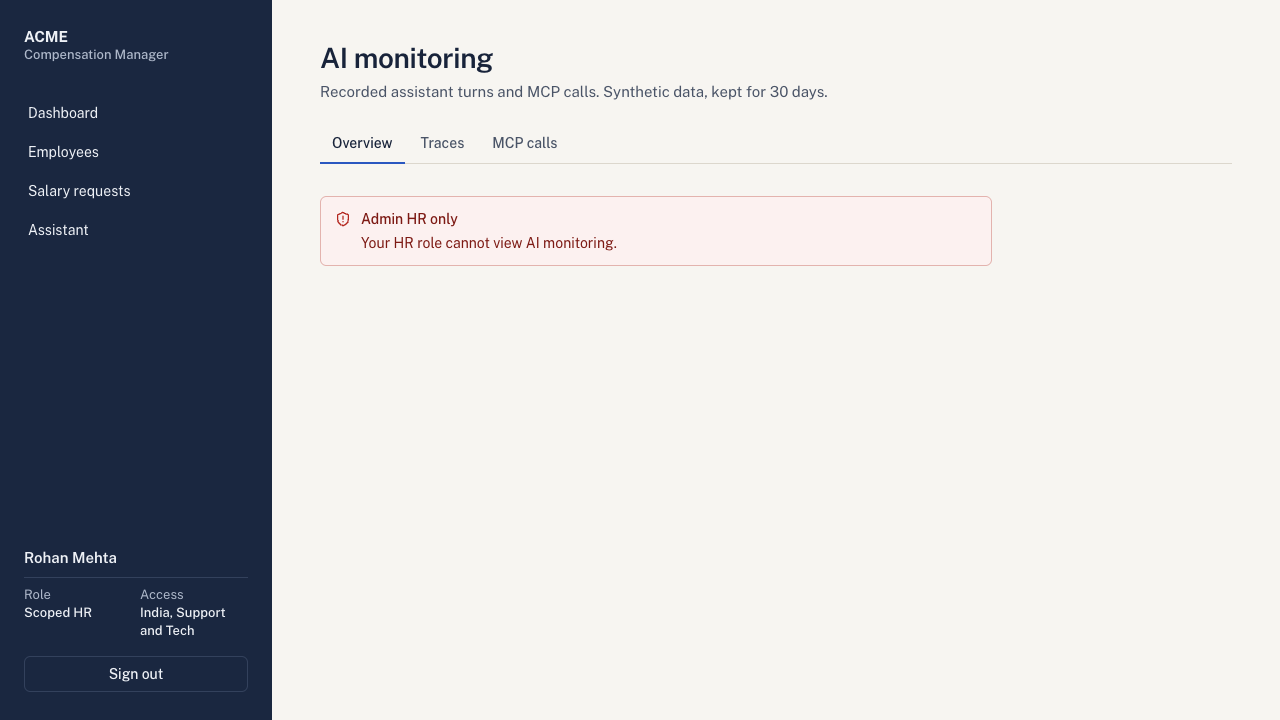 ACME
Compensation Manager
Dashboard
Employees
Salary requests
Assistant
Rohan Mehta
Role
Scoped HR
Access
India, Support
and Tech
Sign out
AI monitoring
Recorded assistant turns and MCP calls. Synthetic data, kept for 30 days.
Overview
Traces
MCP calls
Admin HR only
Your HR role cannot view AI monitoring.